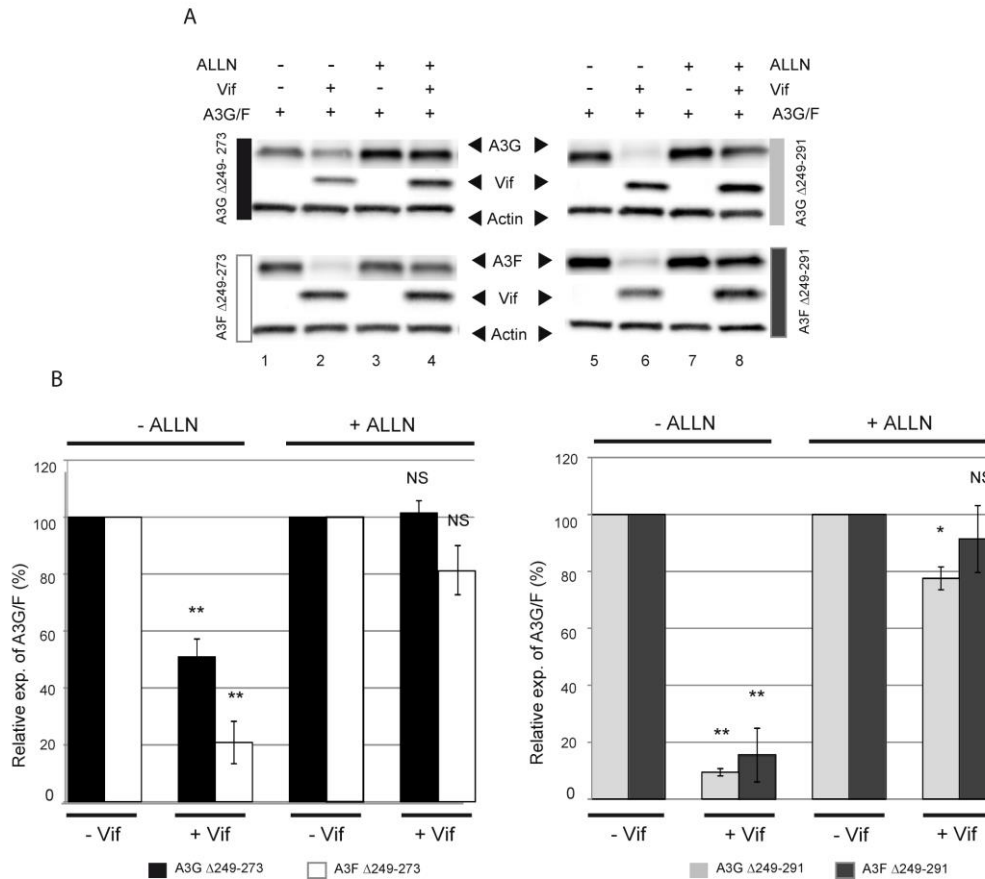 A
ALLN - - + + - - + + ALLN
Vif - + - + - + - + Vif
A3G/F + + + + + + + + A3G/F
A3G Δ249- 273
◀ A3G ▶
◀ Vif ▶
◀ Actin ▶
A3G Δ249-291
A3F Δ249-273
◀ A3F ▶
◀ Vif ▶
◀ Actin ▶
A3F Δ249-291
1 2 3 4 5 6 7 8
B
- ALLN + ALLN
Relative exp. of A3G/F (%)
120
100
80
60
40
20
0
**
**
NS
NS
- Vif + Vif - Vif + Vif
A3G Δ249-273 A3F Δ249-273
- ALLN + ALLN
Relative exp. of A3G/F (%)
120
100
80
60
40
20
0
**
**
*
NS
- Vif + Vif - Vif + Vif
A3G Δ249-291 A3F Δ249-291